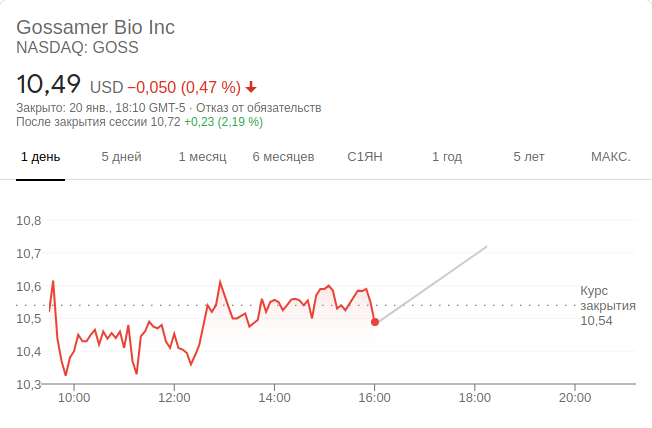 Gossamer Bio Inc
NASDAQ: GOSS
10,49 USD −0,050 (0,47 %)
Закрыто: 20 янв., 18:10 GMT-5 · Отказ от обязательств
После закрытия сессии 10,72 +0,23 (2,19 %)
1 день 5 дней 1 месяц 6 месяцев С1ЯН 1 год 5 лет МАКС.
10,8
10,7
10,6
10,5
10,4
10,3
Курс
закрытия
10,54
10:00 12:00 14:00 16:00 18:00 20:00